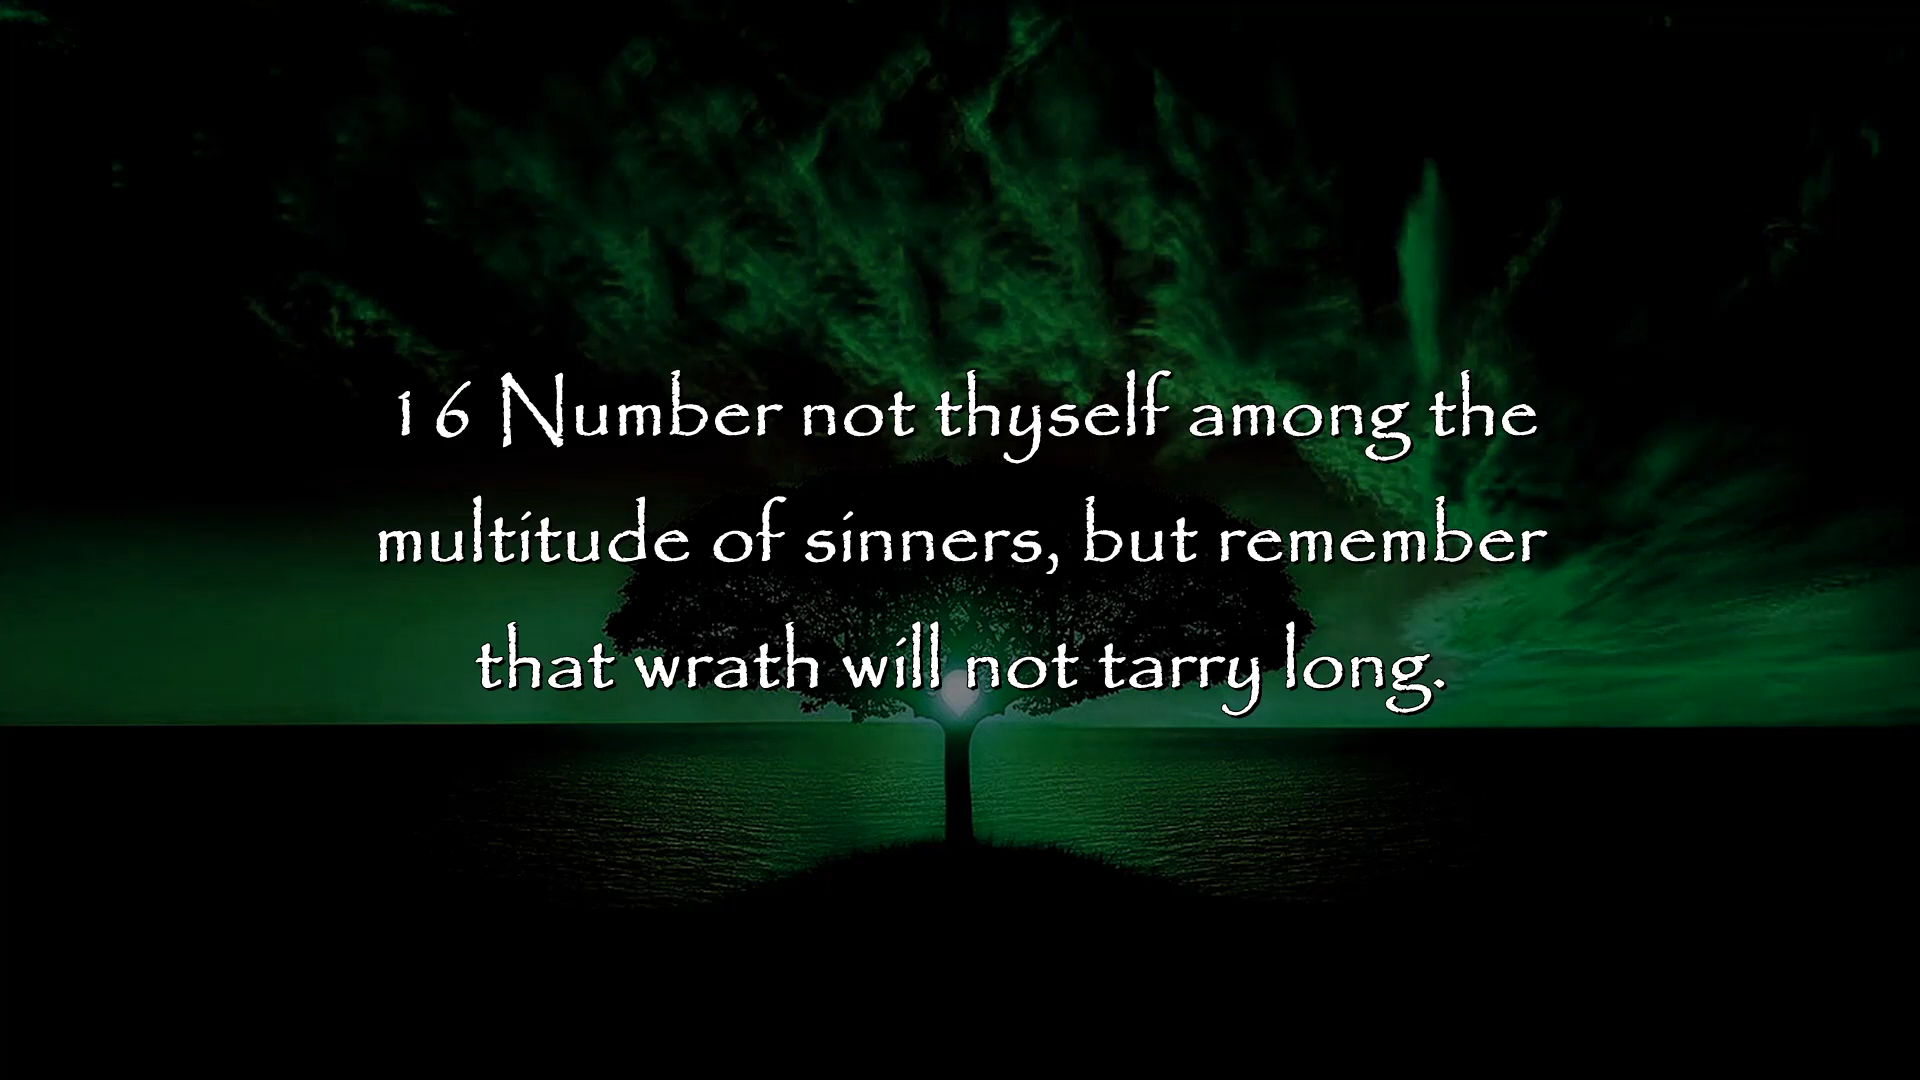 16 Number not thyself among the
multitude of sinners, but remember
that wrath will not tarry long.